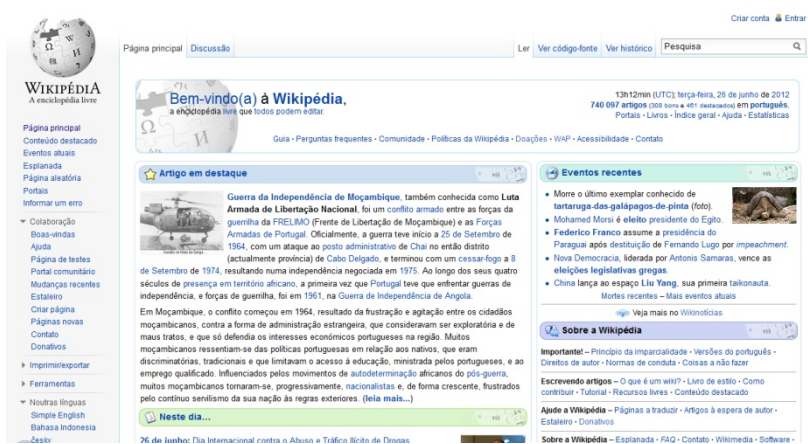 Criar conta Entrar
Página principal Discussão Ler Ver código-fonte Ver histórico Pesquisa
WIKIPÉDIA
A enciclopédia livre
Página principal
Conteúdo destacado
Eventos atuais
Esplanada
Página aleatória
Portais
Informar um erro
Colaboração
Boas-vindas
Ajuda
Página de testes
Portal comunitário
Mudanças recentes
Estaleiro
Criar página
Páginas novas
Contato
Donativos
Imprimir/exportar
Ferramentas
Noutras línguas
Simple English
Bahasa Indonesia
Česky
Bem-vindo(a) à Wikipédia,
a enciclopédia livre que todos podem editar.
13h12min (UTC); terça-feira, 26 de junho de 2012
740 097 artigos (308 bons e 461 destacados) em português.
Portais · Livros · Índice geral · Ajuda · Estatísticas
Guia · Perguntas frequentes · Comunidade · Políticas da Wikipédia · Doações · WAP · Acessibilidade · Contato
Artigo em destaque
Guerra da Independência de Moçambique, também conhecida como Luta
Armada de Libertação Nacional, foi um conflito armado entre as forças da
guerrilha da FRELIMO (Frente de Libertação de Moçambique) e as Forças
Armadas de Portugal. Oficialmente, a guerra teve início a 25 de Setembro de
1964, com um ataque ao posto administrativo de Chai no então distrito
(actualmente província) de Cabo Delgado, e terminou com um cessar-fogo a 8
de Setembro de 1974, resultando numa independência negociada em 1975. Ao longo dos seus quatro
séculos de presença em território africano, a primeira vez que Portugal teve que enfrentar guerras de
independência, e forças de guerrilha, foi em 1961, na Guerra de Independência de Angola.
Em Moçambique, o conflito começou em 1964, resultado da frustração e agitação entre os cidadãos
moçambicanos, contra a forma de administração estrangeira, que consideravam ser exploratória e de
maus tratos, e que só defendia os interesses económicos portugueses na região. Muitos
moçambicanos ressentiam-se das políticas portuguesas em relação aos nativos, que eram
discriminatórias, tradicionais e que limitavam o acesso à educação, ministrada pelos portugueses, e ao
emprego qualificado. Influenciados pelos movimentos de autodeterminação africanos do pós-guerra,
muitos moçambicanos tornaram-se, progressivamente, nacionalistas e, de forma crescente, frustrados
pelo contínuo servilismo da sua nação às regras exteriores. (leia mais...)
Neste dia...
26 de junho: Dia Internacional contra o Abuso e Tráfico Ilícito de Drogas
Eventos recentes
Morre o último exemplar conhecido de
tartaruga-das-galápagos-de-pinta (foto).
Mohamed Morsi é eleito presidente do Egito.
Federico Franco assume a presidência do
Paraguai após destituição de Fernando Lugo por impeachment.
Nova Democracia, liderada por Antonis Samaras, vence as
eleições legislativas gregas.
China lança ao espaço Liu Yang, sua primeira taikonauta.
Mortes recentes – Mais eventos atuais
Veja mais no Wikinotícias
Sobre a Wikipédia
Importante! – Princípio da imparcialidade · Versões do português ·
Direitos de autor · Normas de conduta · Coisas a não fazer
Escrevendo artigos – O que é um wiki? · Livro de estilo · Como
contribuir · Tutorial · Recursos livres · Conteúdo destacado
Ajude a Wikipédia – Páginas a traduzir · Artigos à espera de autor ·
Estaleiro · Donativos
Sobre a Wikipédia – Esplanada · FAQ · Contato · Wikimedia · Software ·